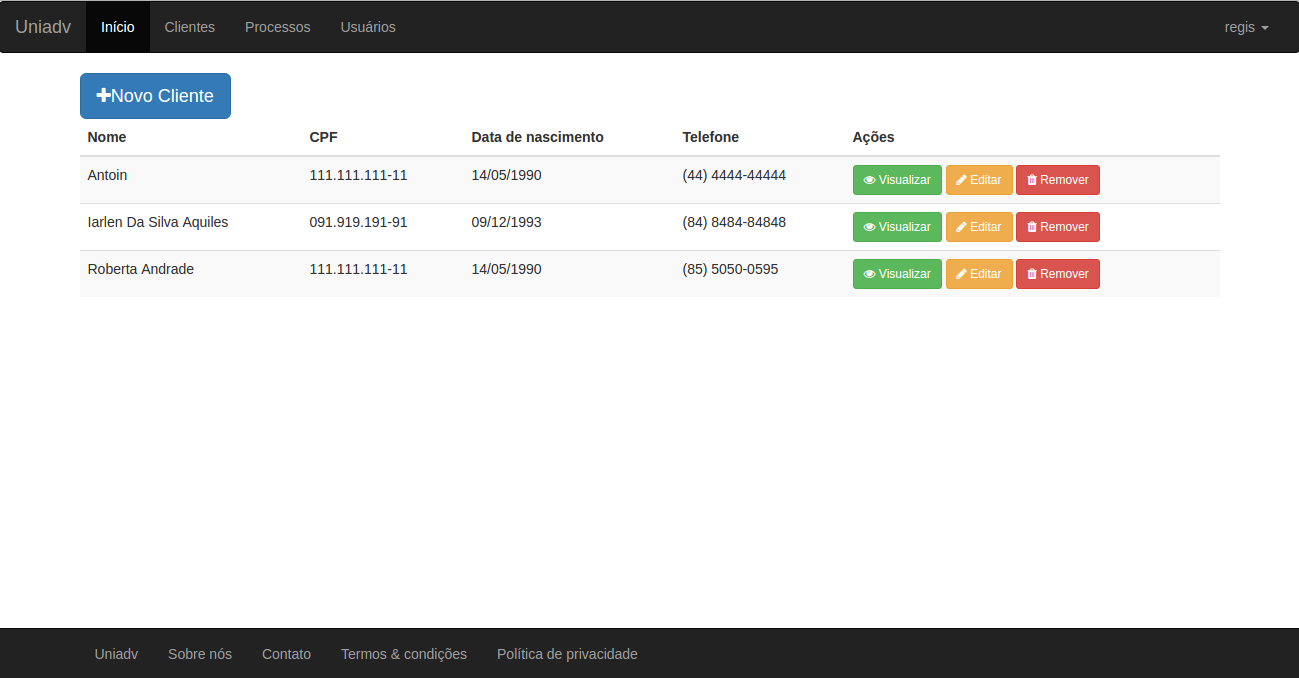 Uniadv Início Clientes Processos Usuários regis
Novo Cliente
Nome CPF Data de nascimento Telefone Ações
Antoin 111.111.111-11 14/05/1990 (44) 4444-44444 Visualizar Editar Remover
Iarlen Da Silva Aquiles 091.919.191-91 09/12/1993 (84) 8484-84848 Visualizar Editar Remover
Roberta Andrade 111.111.111-11 14/05/1990 (85) 5050-0595 Visualizar Editar Remover
Uniadv Sobre nós Contato Termos & condições Política de privacidade